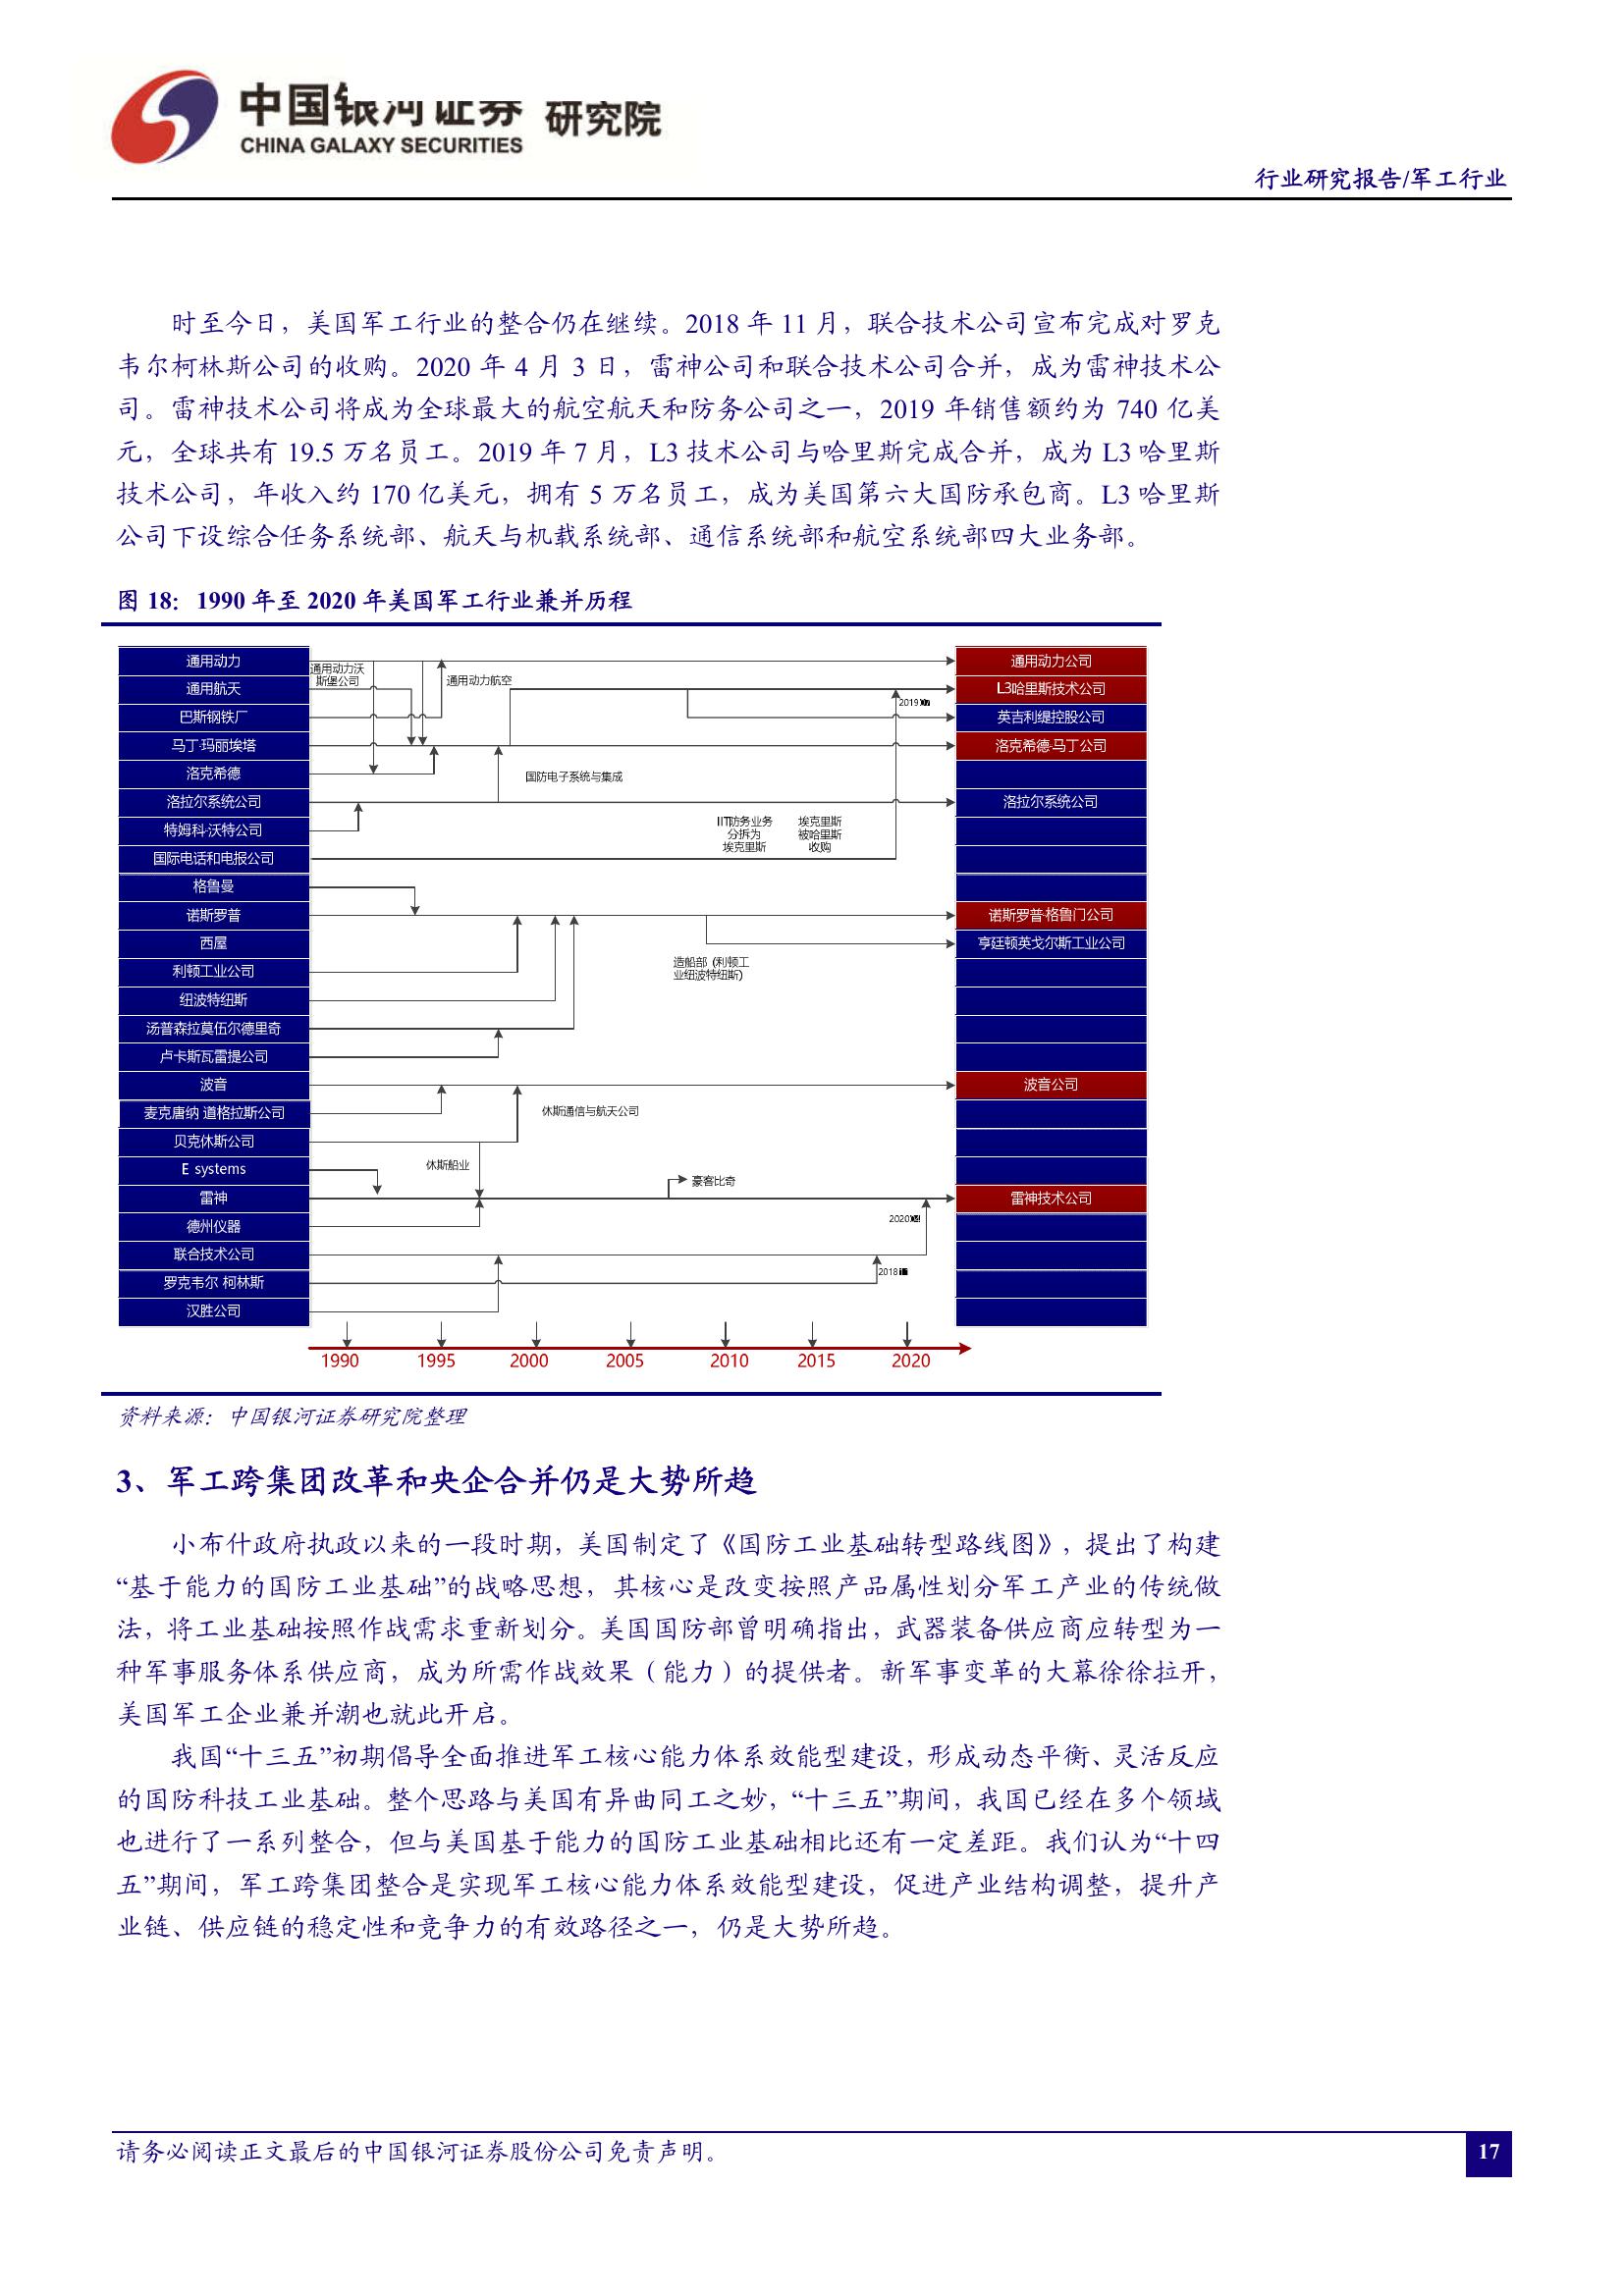 中国银河证券 研究院
CHINA GALAXY SECURITIES
行业研究报告/军工行业
时至今日，美国军工行业的整合仍在继续。2018 年 11 月，联合技术公司宣布完成对罗克
韦尔柯林斯公司的收购。2020 年 4 月 3 日，雷神公司和联合技术公司合并，成为雷神技术公
司。雷神技术公司将成为全球最大的航空航天和防务公司之一，2019 年销售额约为 740 亿美
元，全球共有 19.5 万名员工。2019 年 7 月，L3 技术公司与哈里斯完成合并，成为 L3 哈里斯
技术公司，年收入约 170 亿美元，拥有 5 万名员工，成为美国第六大国防承包商。L3 哈里斯
公司下设综合任务系统部、航天与机载系统部、通信系统部和航空系统部四大业务部。
图 18：1990 年至 2020 年美国军工行业兼并历程
通用动力
通用航天
巴斯钢铁厂
马丁·玛丽埃塔
洛克希德
洛拉尔系统公司
特姆科·沃特公司
国际电话和电报公司
格鲁曼
诺斯罗普
西屋
利顿工业公司
纽波特纽斯
汤普森拉莫伍尔德里奇
卢卡斯瓦雷提公司
波音
麦克唐纳 道格拉斯公司
贝克休斯公司
E systems
雷神
德州仪器
联合技术公司
罗克韦尔 柯林斯
汉胜公司
通用动力沃
斯堡公司
通用动力航空
2019
国防电子系统与集成
IIT防务业务
分拆为
埃克里斯
埃克里斯
被哈里斯
收购
造船部 (利顿工
业纽波特纽斯)
休斯通信与航天公司
休斯船业
豪客比奇
2020
2018
通用动力公司
L3哈里斯技术公司
英吉利缇控股公司
洛克希德-马丁公司
洛拉尔系统公司
诺斯罗普·格鲁门公司
亨廷顿英戈尔斯工业公司
波音公司
雷神技术公司
1990 1995 2000 2005 2010 2015 2020
资料来源：中国银河证券研究院整理
3、军工跨集团改革和央企合并仍是大势所趋
小布什政府执政以来的一段时期，美国制定了《国防工业基础转型路线图》，提出了构建
“基于能力的国防工业基础”的战略思想，其核心是改变按照产品属性划分军工产业的传统做
法，将工业基础按照作战需求重新划分。美国国防部曾明确指出，武器装备供应商应转型为一
种军事服务体系供应商，成为所需作战效果（能力）的提供者。新军事变革的大幕徐徐拉开，
美国军工企业兼并潮也就此开启。
我国“十三五”初期倡导全面推进军工核心能力体系效能型建设，形成动态平衡、灵活反应
的国防科技工业基础。整个思路与美国有异曲同工之妙，“十三五”期间，我国已经在多个领域
也进行了一系列整合，但与美国基于能力的国防工业基础相比还有一定差距。我们认为“十四
五”期间，军工跨集团整合是实现军工核心能力体系效能型建设，促进产业结构调整，提升产
业链、供应链的稳定性和竞争力的有效路径之一，仍是大势所趋。
请务必阅读正文最后的中国银河证券股份公司免责声明。
17